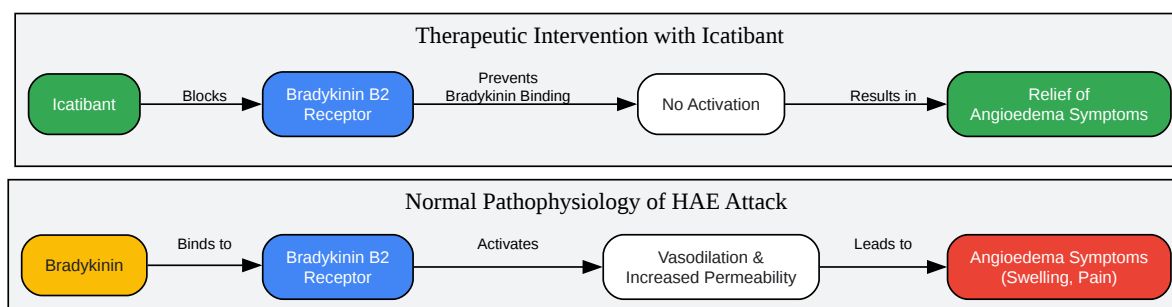 Therapeutic Intervention with Icatibant
Icatibant
Blocks
Bradykinin B2
Receptor
Prevents
Bradykinin Binding
No Activation
Results in
Relief of
Angioedema Symptoms
Normal Pathophysiology of HAE Attack
Bradykinin
Binds to
Bradykinin B2
Receptor
Activates
Vasodilation &
Increased Permeability
Leads to
Angioedema Symptoms
(Swelling, Pain)